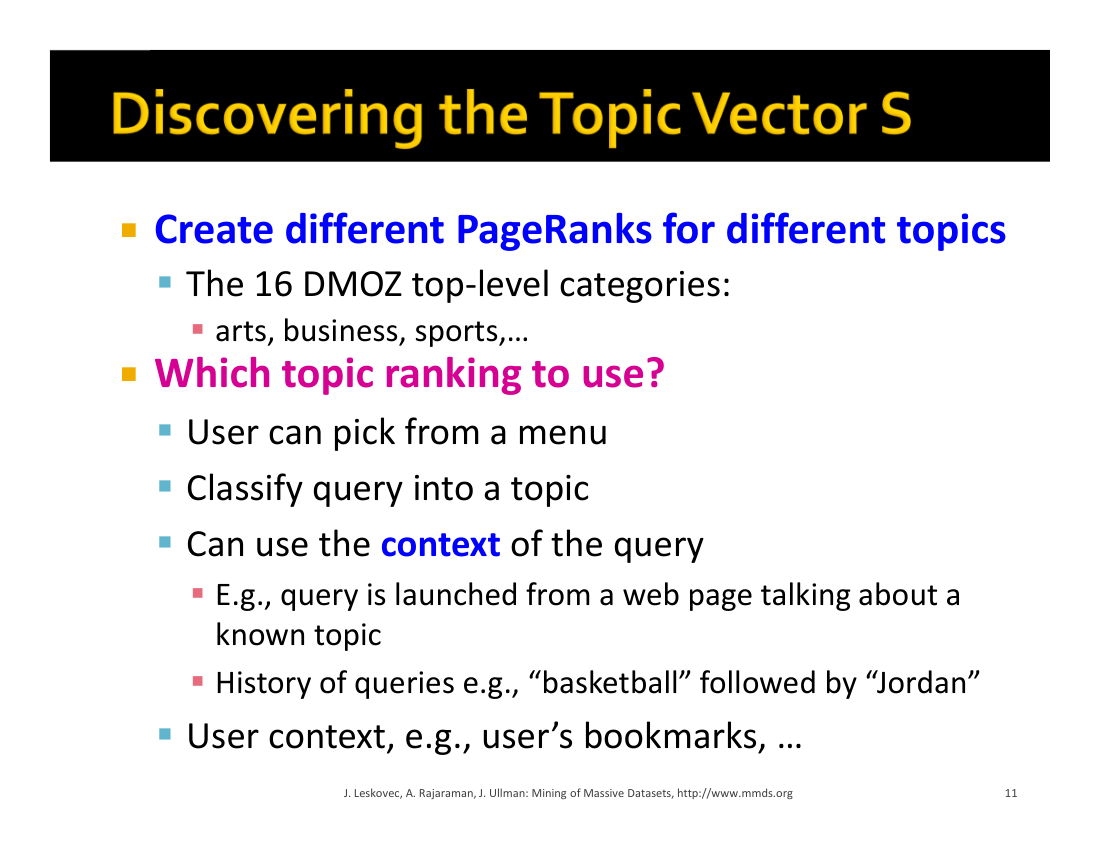 Discovering the Topic Vector S
Create different PageRanks for different topics
The 16 DMOZ top-level categories:
arts, business, sports,…
Which topic ranking to use?
User can pick from a menu
Classify query into a topic
Can use the context of the query
E.g., query is launched from a web page talking about a
known topic
History of queries e.g., “basketball” followed by “Jordan”
User context, e.g., user’s bookmarks, …
J. Leskovec, A. Rajaraman, J. Ullman: Mining of Massive Datasets, http://www.mmds.org
11